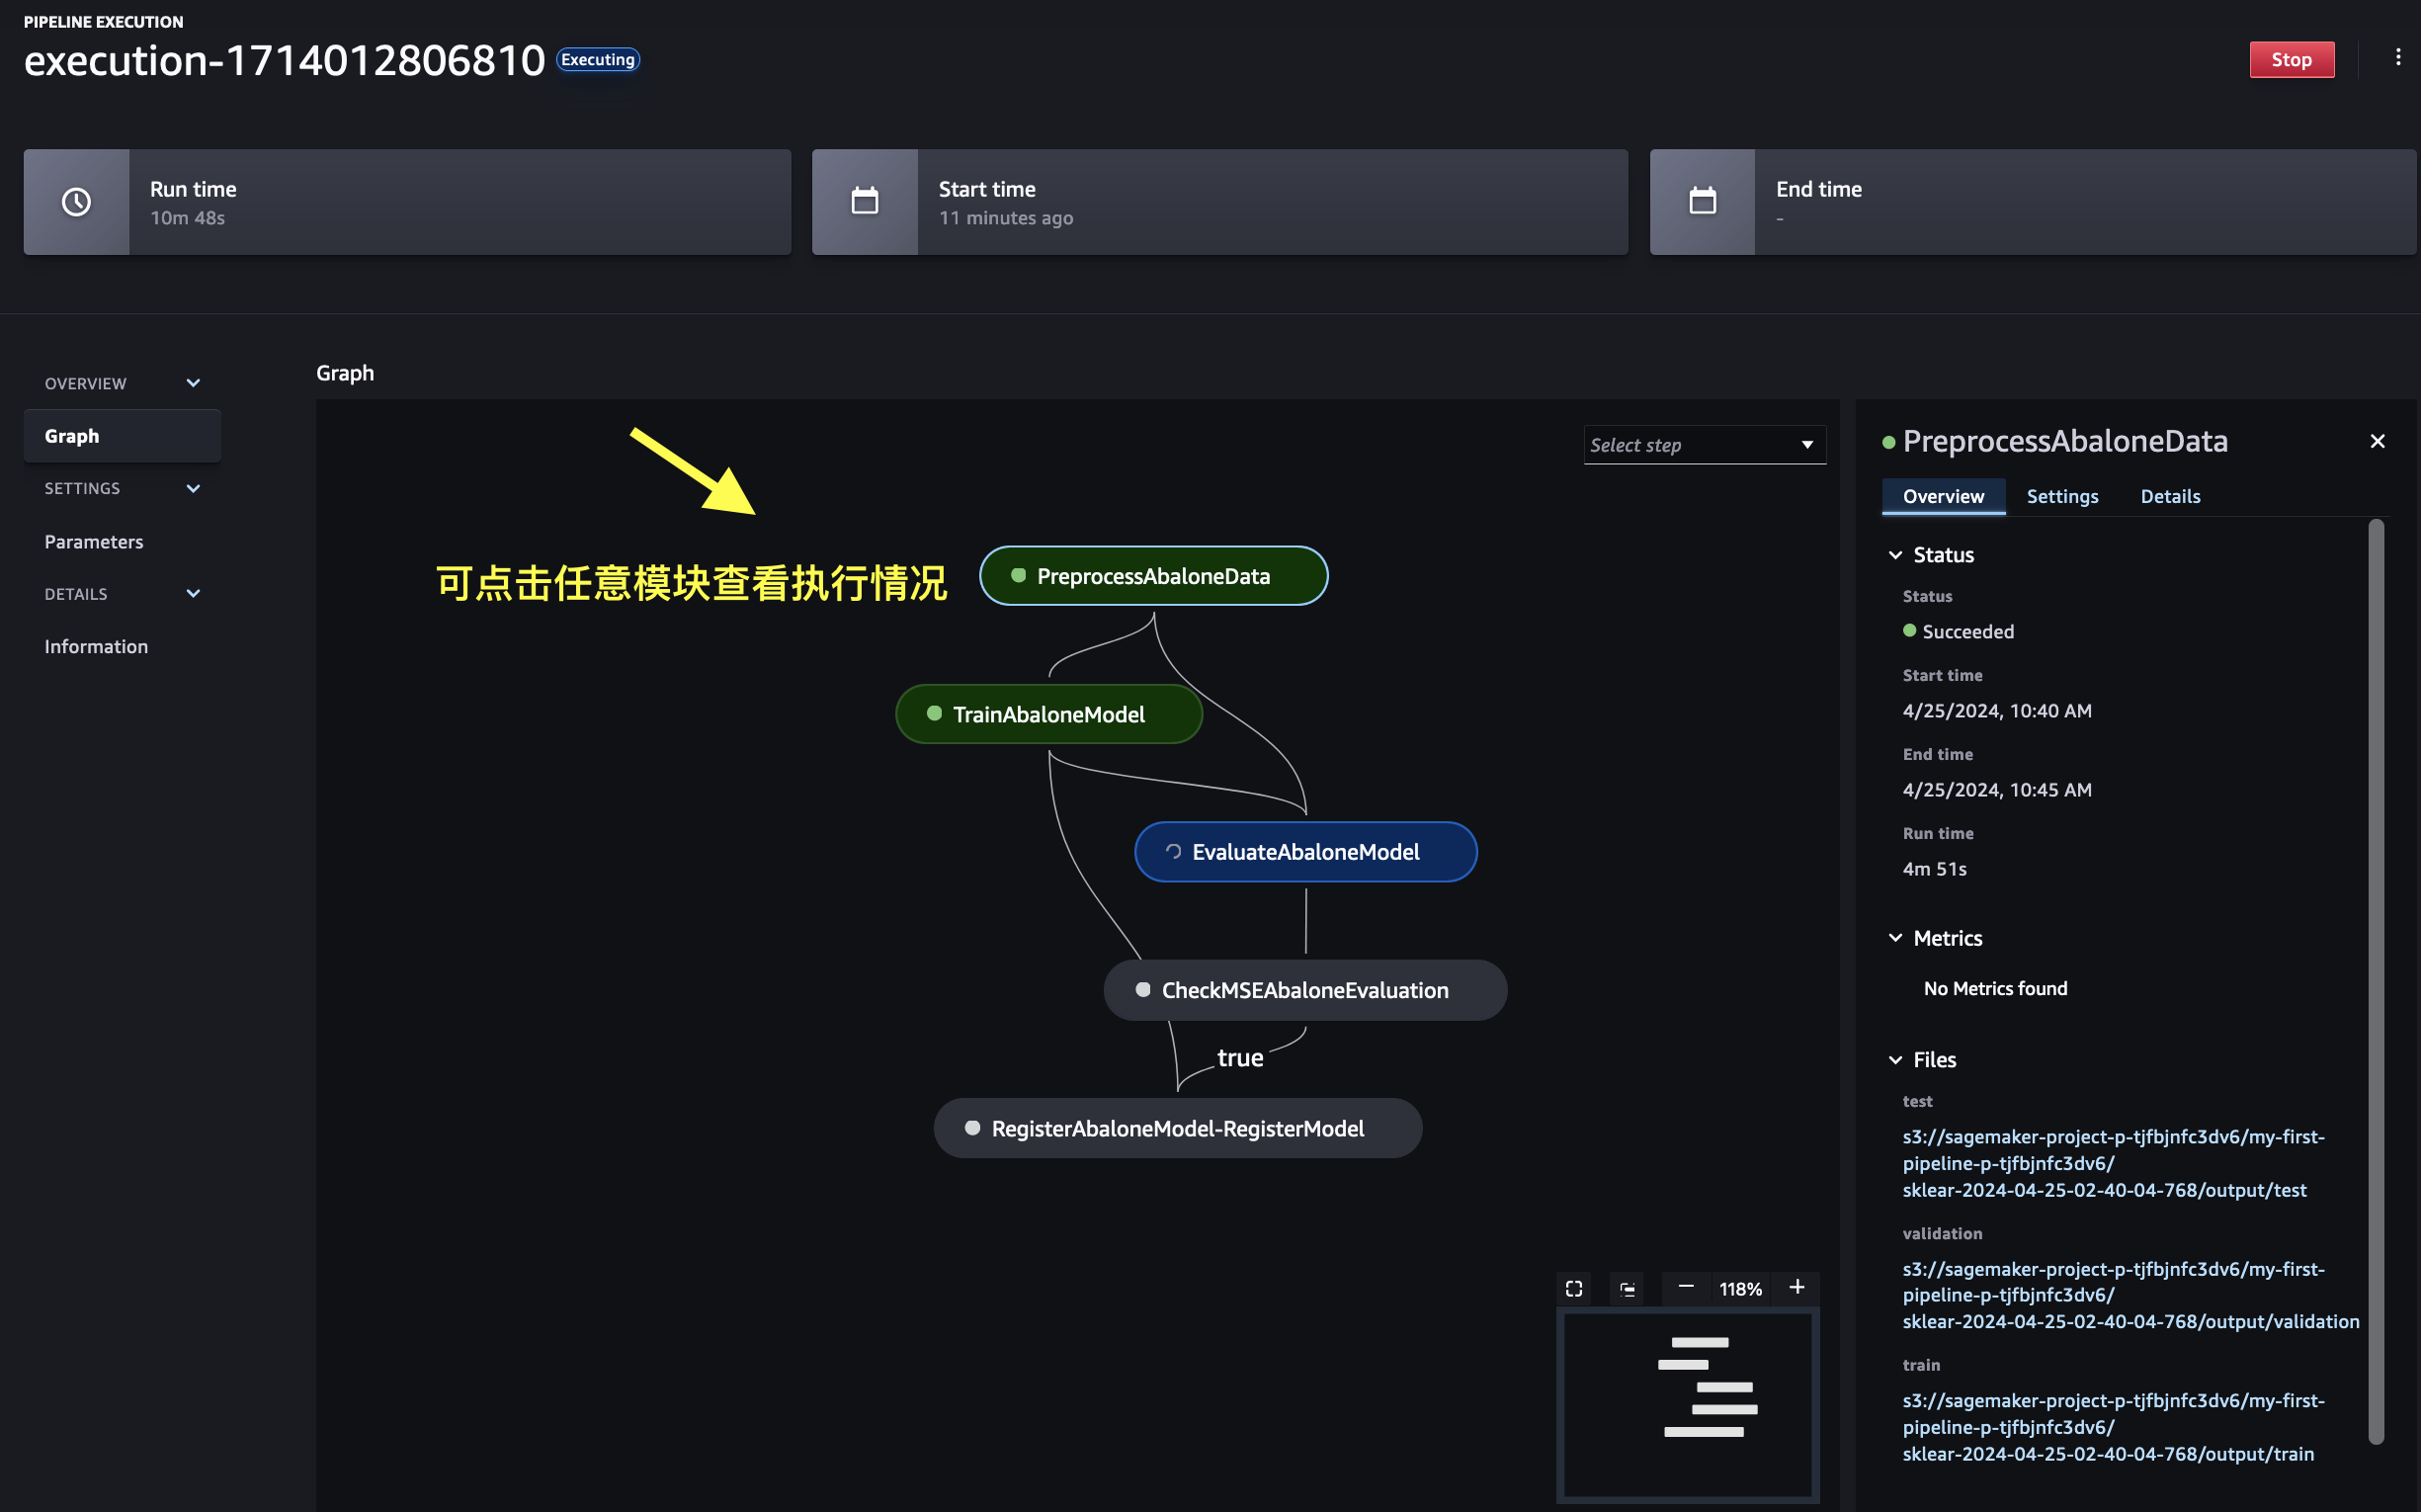 PIPELINE EXECUTION
execution-1714012806810 Executing
Stop
Run time
10m 48s
Start time
11 minutes ago
End time
-
OVERVIEW
Graph
SETTINGS
Parameters
DETAILS
Information
Graph
Select step
可点击任意模块查看执行情况
PreprocessAbaloneData
TrainAbaloneModel
EvaluateAbaloneModel
CheckMSEAbaloneEvaluation
true
RegisterAbaloneModel-RegisterModel
118%
PreprocessAbaloneData
Overview Settings Details
Status
Status
Succeeded
Start time
4/25/2024, 10:40 AM
End time
4/25/2024, 10:45 AM
Run time
4m 51s
Metrics
No Metrics found
Files
test
s3://sagemaker-project-p-tjfbjnfc3dv6/my-first-
pipeline-p-tjfbjnfc3dv6/
sklear-2024-04-25-02-40-04-768/output/test
validation
s3://sagemaker-project-p-tjfbjnfc3dv6/my-first-
pipeline-p-tjfbjnfc3dv6/
sklear-2024-04-25-02-40-04-768/output/validation
train
s3://sagemaker-project-p-tjfbjnfc3dv6/my-first-
pipeline-p-tjfbjnfc3dv6/
sklear-2024-04-25-02-40-04-768/output/train